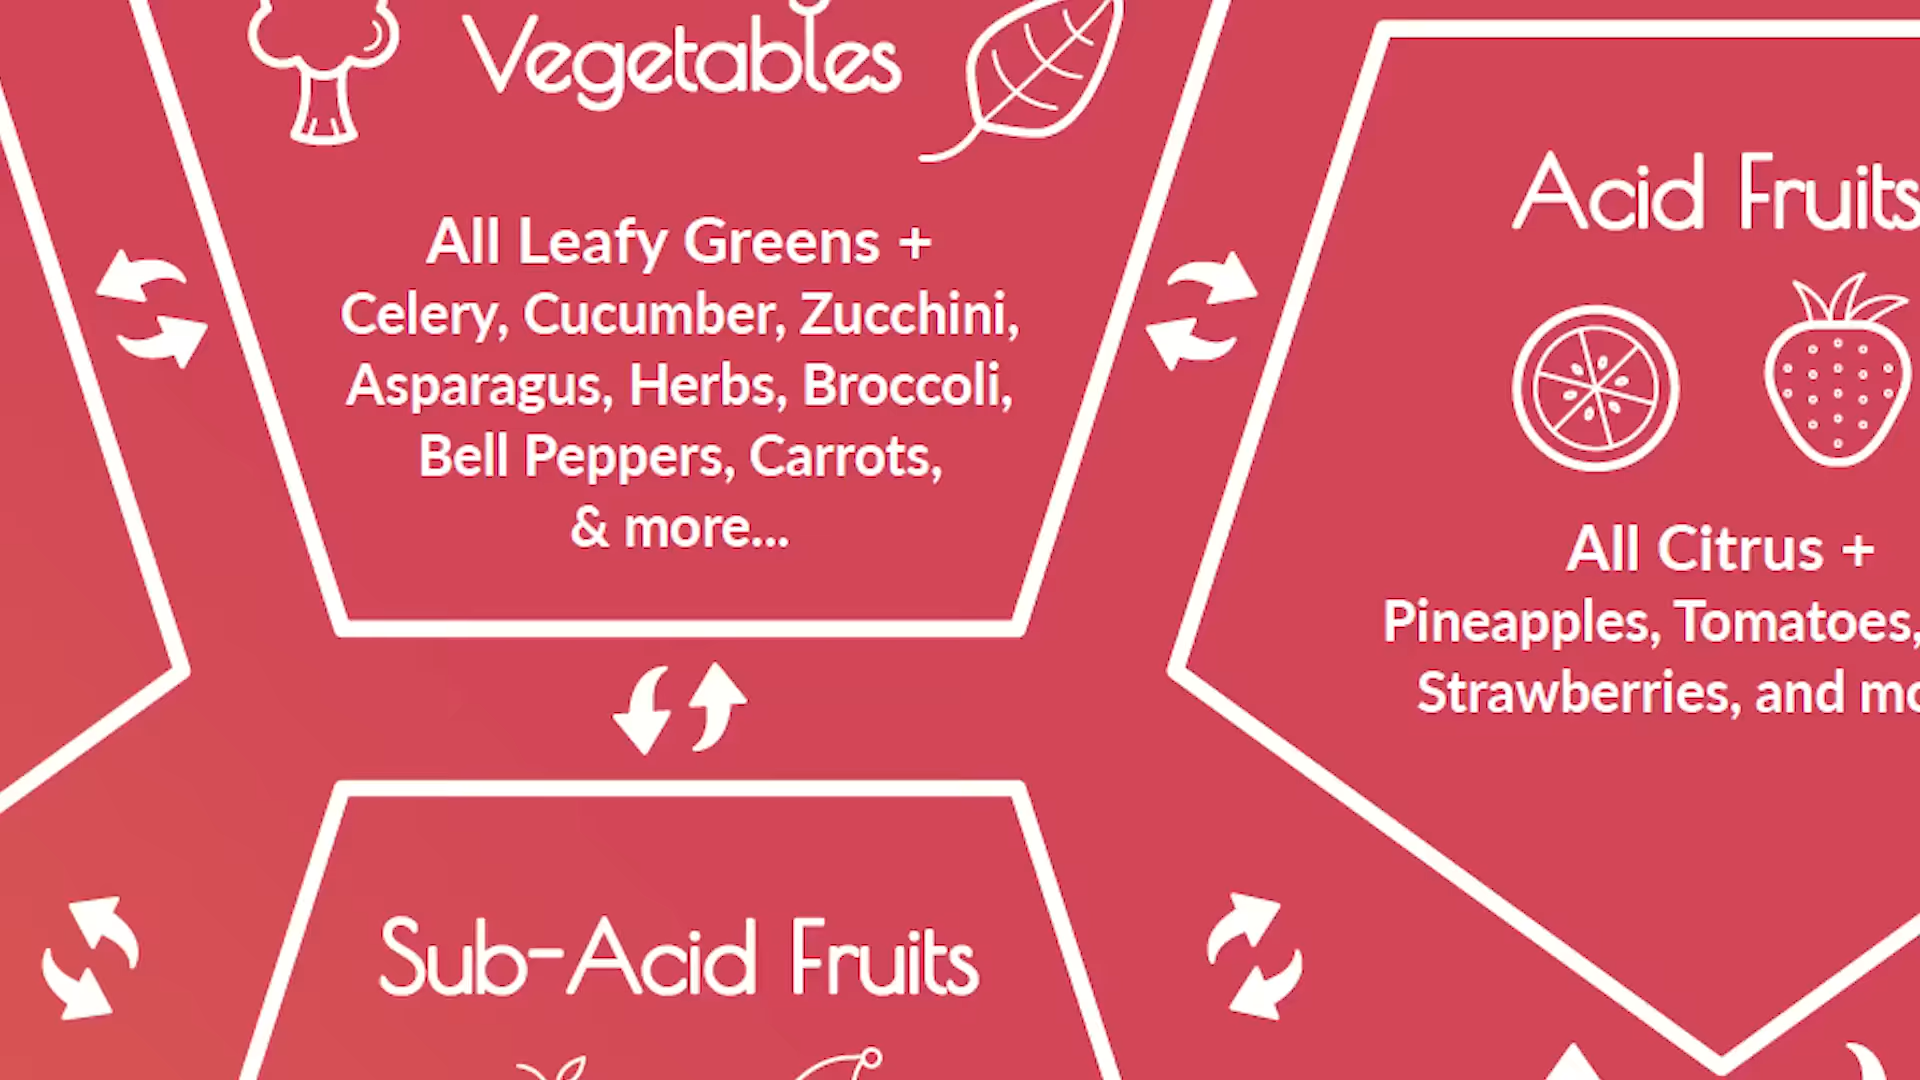 Vegetables
All Leafy Greens +
Celery, Cucumber, Zucchini,
Asparagus, Herbs, Broccoli,
Bell Peppers, Carrots,
& more...
Acid Fruits
All Citrus +
Pineapples, Tomatoes,
Strawberries, and
Sub-Acid Fruits